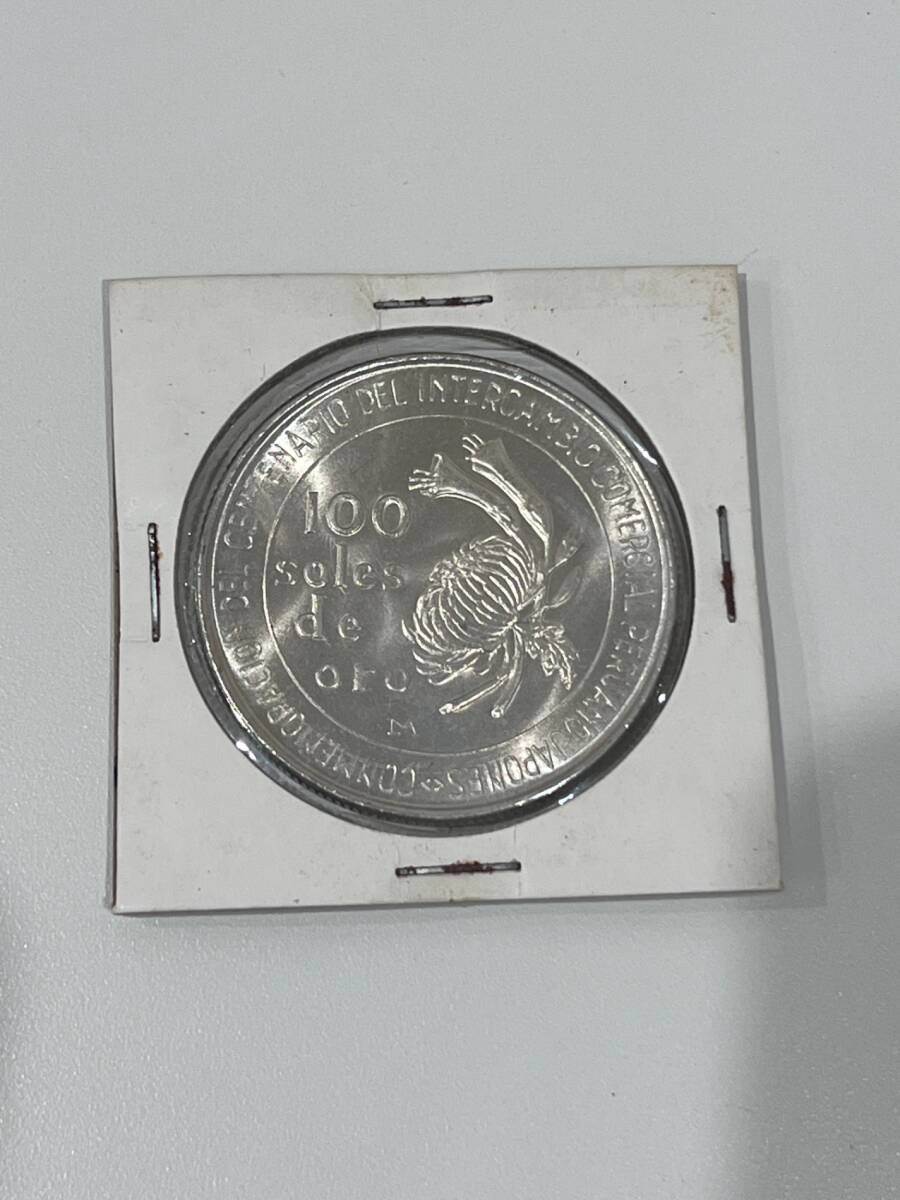 CONMEMORACION DEL CENTENARIO DEL INTERCAMBIO COMERCIAL PERUANO JAPONES
100
soles
de
oro
M